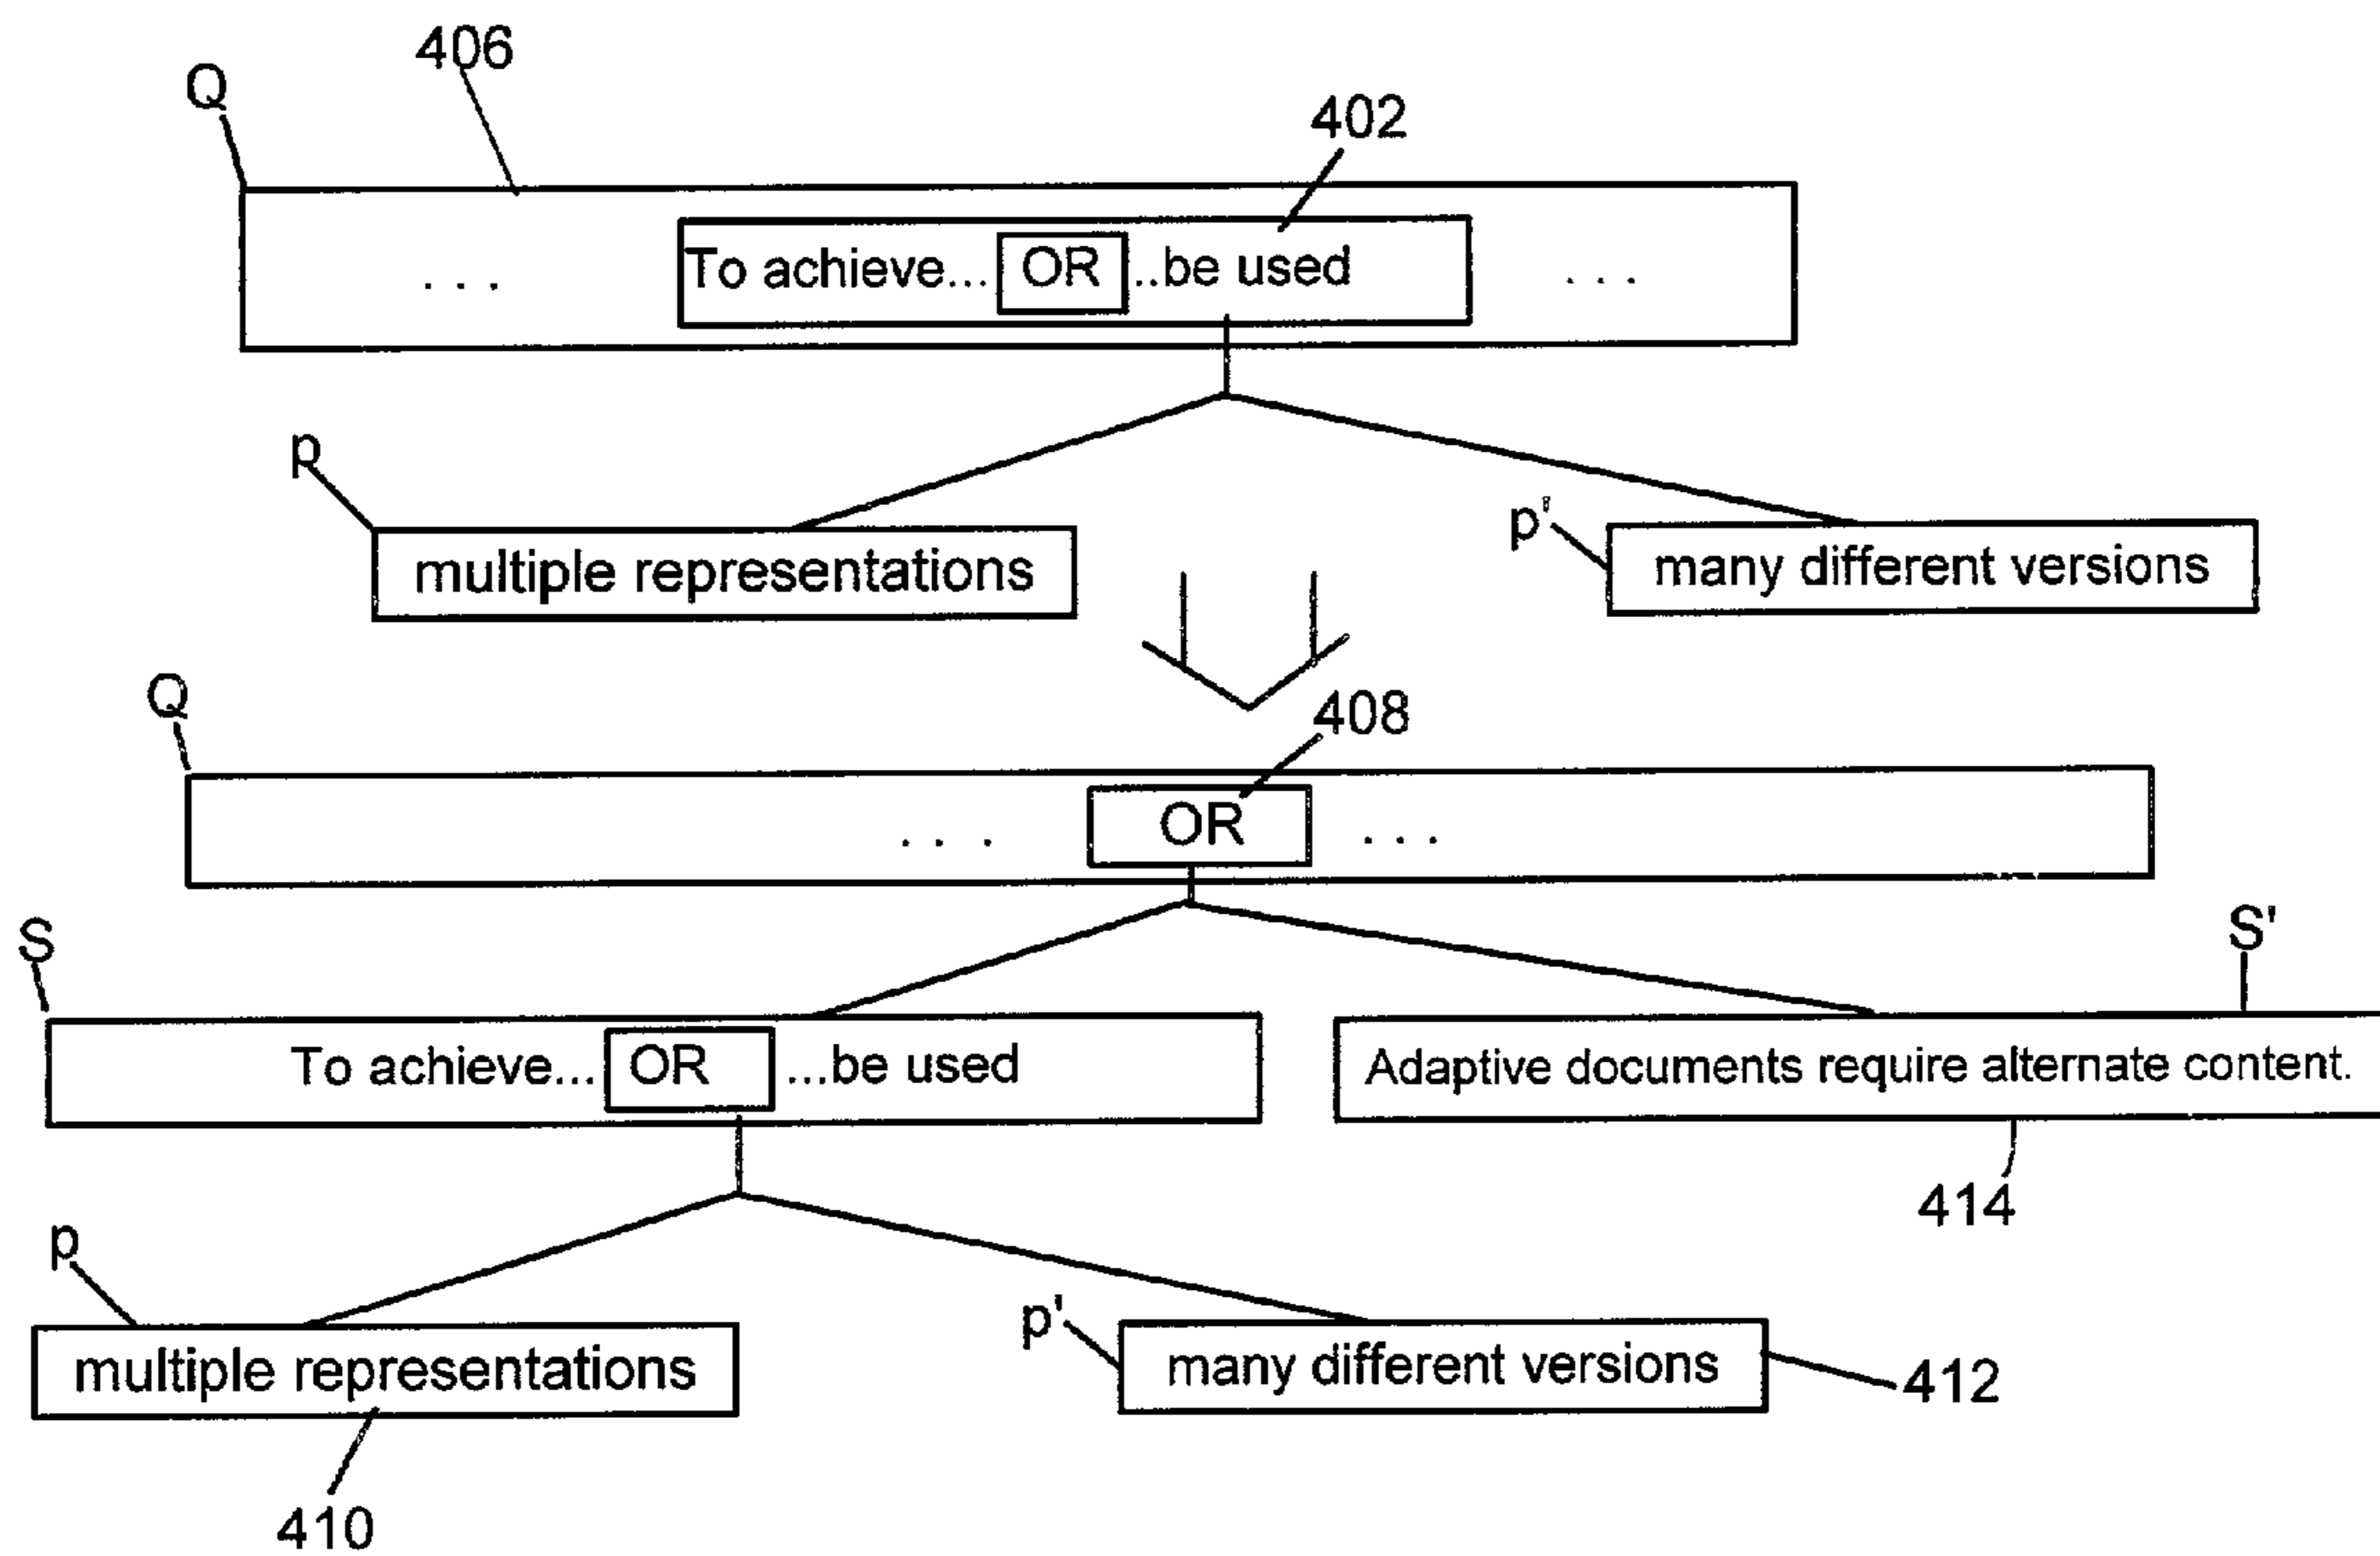 406
Q
402
To achieve... OR ..be used
. . .
. . .
p
p'
multiple representations
many different versions
Q
408
. . . OR . . .
S
S'
To achieve... OR ...be used
Adaptive documents require alternate content.
414
p
p'
multiple representations
many different versions
412
410